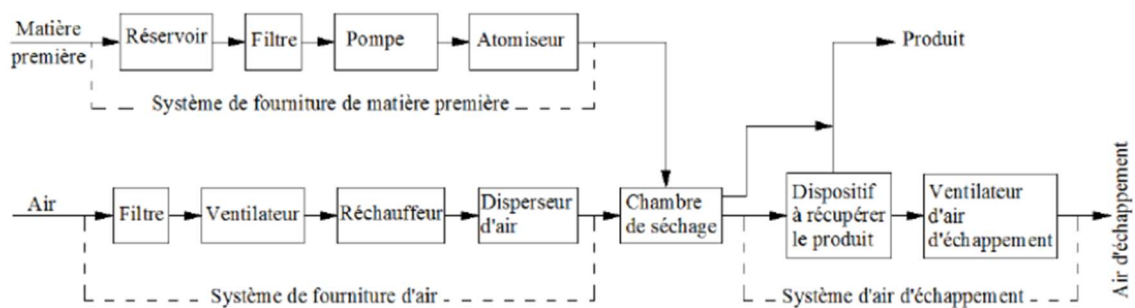 Matière
première
Réservoir
Filtre
Pompe
Atomiseur
Produit
Système de fourniture de matière première
Air
Filtre
Ventilateur
Réchauffeur
Disperseur
d'air
Chambre
de séchage
Dispositif
à récupérer
le produit
Ventilateur
d'air
d'échappement
Air d'échappement
Système de fourniture d'air
Système d'air d'échappement